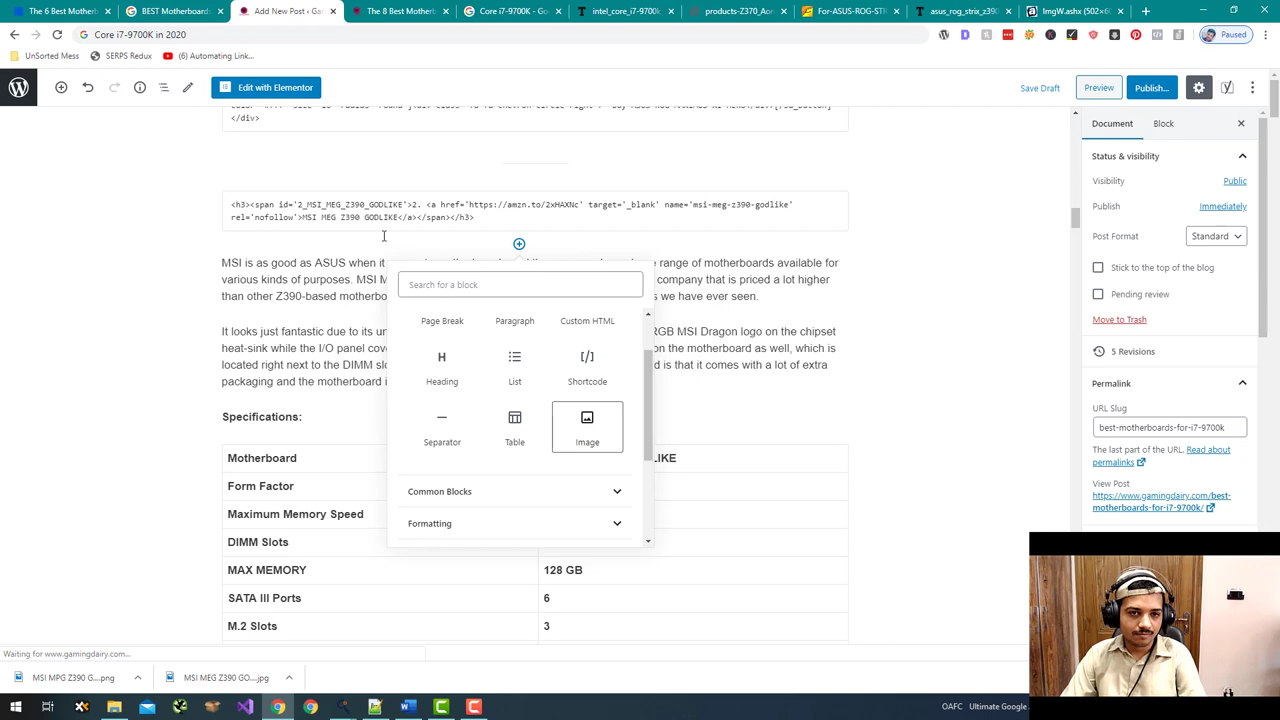 The 6 Best Motherb
BEST Motherboards
Add New Post ‹ Ga
The 8 Best Motherb
Core i7-9700K - Go
intel_core_i7-9700k
products-Z370_Aor
For-ASUS-ROG-STR
asus_rog_strix_z390
ImgW.ashx (502×60
Core i7-9700K in 2020
Paused
UnSorted Mess
SERPS Redux
() Automating Link...
Edit with Elementor
Save Draft
Preview
Publish...
</div>
<h3><span id='2_MSI_MEG_Z390_GODLIKE'>2. <a href='https://amzn.to/2xHAXNc' target='_blank' name='msi-meg-z390-godlike'
rel='nofollow'>MSI MEG Z390 GODLIKE</a></span></h3>
MSI is as good as ASUS when it
range of motherboards available for
various kinds of purposes. MSI M
company that is priced a lot higher
than other Z390-based motherbo
s we have ever seen.
It looks just fantastic due to its un
RGB MSI Dragon logo on the chipset
heat-sink while the I/O panel cove
on the motherboard as well, which is
located right next to the DIMM slo
d is that it comes with a lot of extra
packaging and the motherboard i
Specifications:
Motherboard
LIKE
Form Factor
Maximum Memory Speed
DIMM Slots
MAX MEMORY
128 GB
SATA III Ports
6
M.2 Slots
3
Search for a block
Page Break
Paragraph
Custom HTML
Heading
List
Shortcode
Separator
Table
Image
Common Blocks
Formatting
Document
Block
Status & visibility
Visibility
Public
Publish
Immediately
Post Format
Standard
Stick to the top of the blog
Pending review
Move to Trash
5 Revisions
Permalink
URL Slug
best-motherboards-for-i7-9700k
The last part of the URL. Read about
permalinks
View Post
https://www.gamingdairy.com/best-
motherboards-for-i7-9700k/
Waiting for www.gamingdairy.com...
MSI MPG Z390 G....png
MSI MEG Z390 GO....jpg
OAFC
Ultimate Google